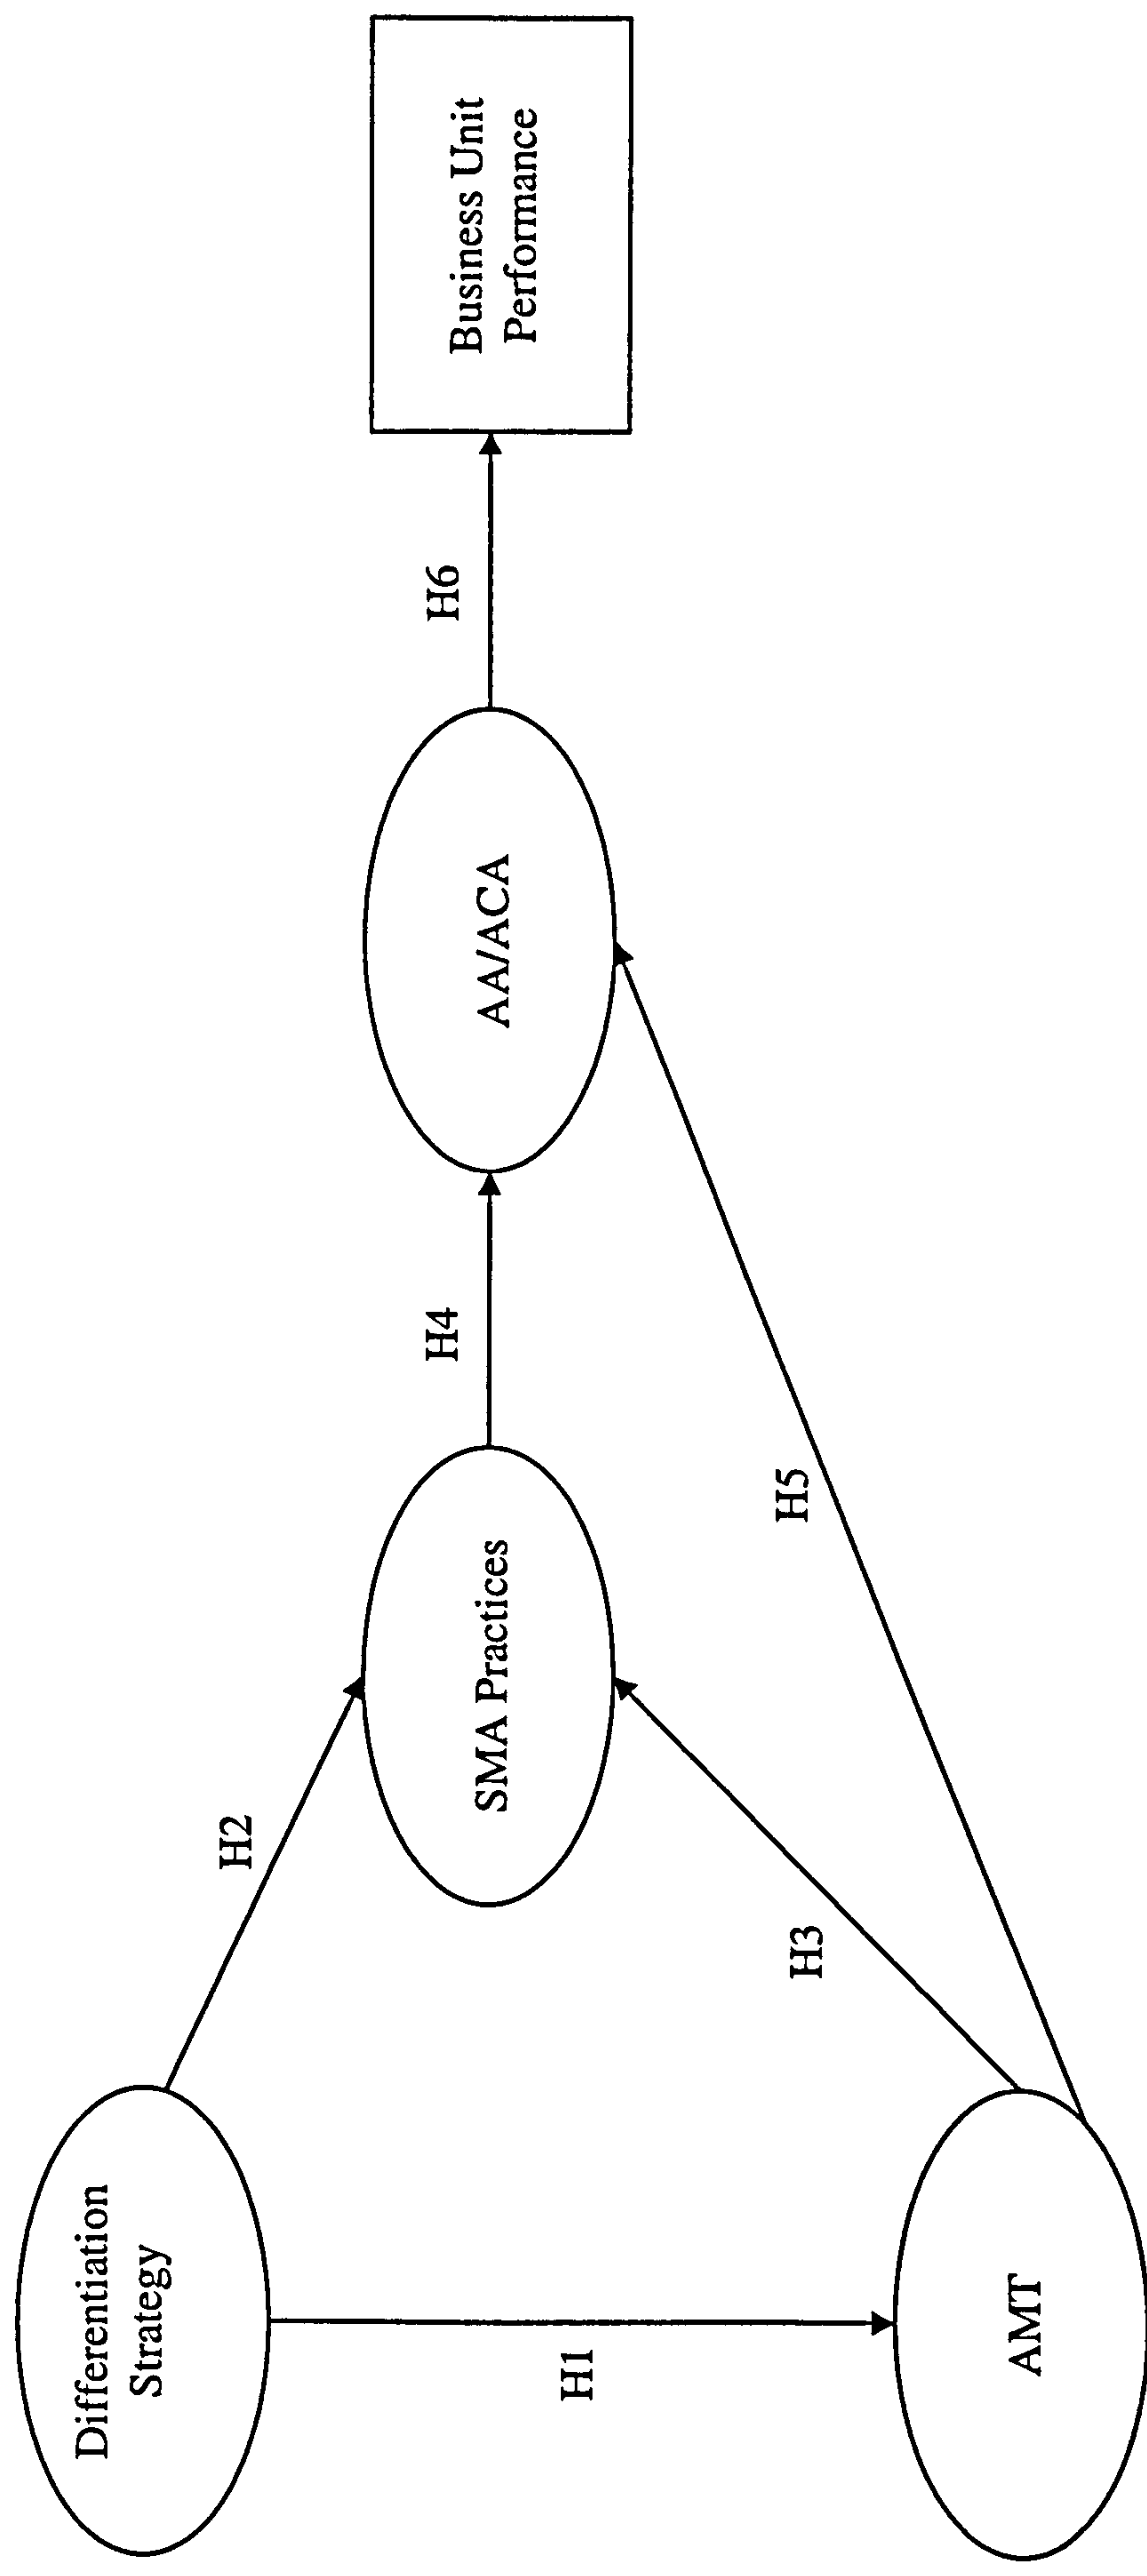 Differentiation
Strategy
H2
H1
SMA Practices
H3
AMT
H4
H5
AA/ACA
H6
Business Unit
Performance